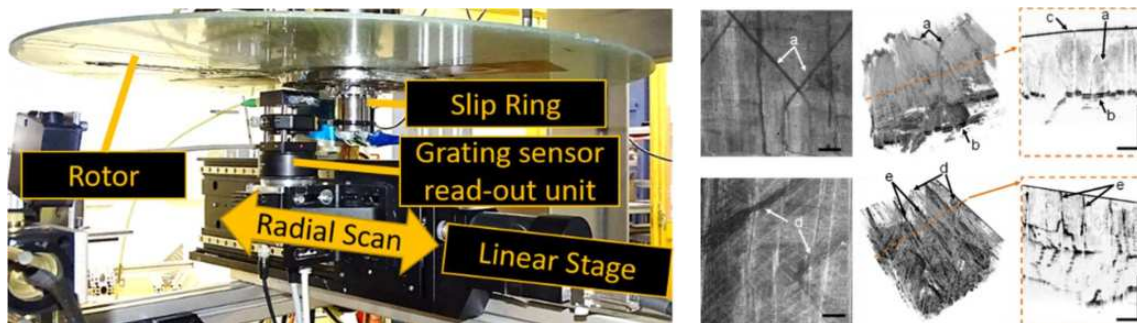 Rotor
Slip Ring
Grating sensor
read-out unit
Radial Scan
Linear Stage
a
a
b
c
a
b
d
e
d
e